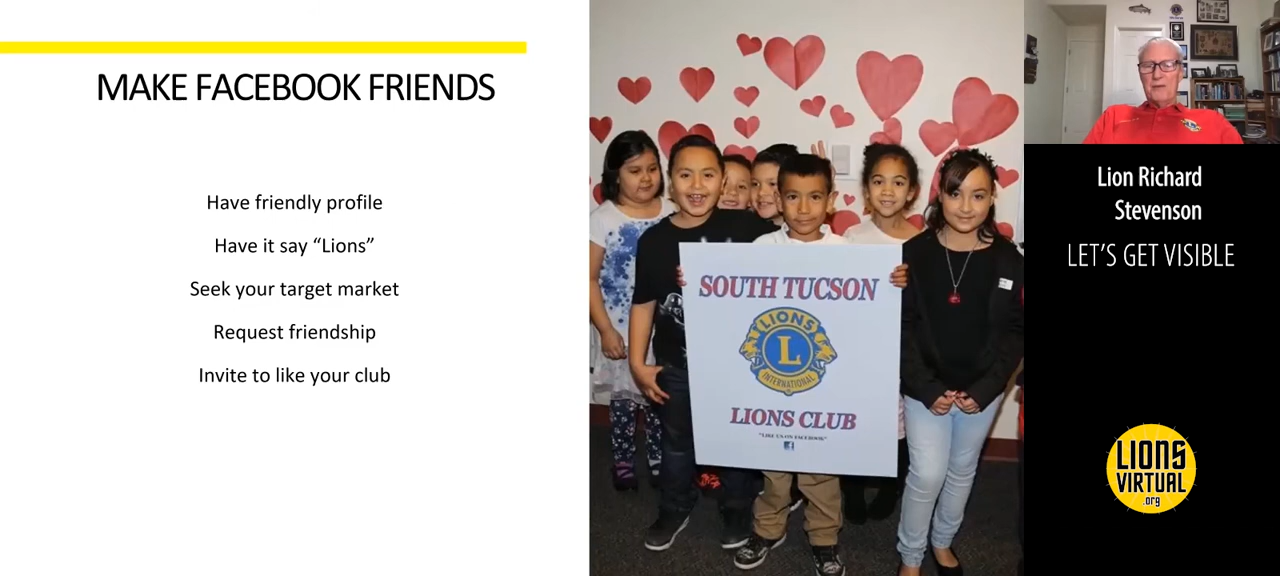 MAKE FACEBOOK FRIENDS
Have friendly profile
Have it say “Lions”
Seek your target market
Request friendship
Invite to like your club
SOUTH TUCSON
LIONS
L
INTERNATIONAL
LIONS CLUB
"LIKE US ON FACEBOOK"
f
Lion Richard
Stevenson
LET'S GET VISIBLE
LIONS
VIRTUAL
.org